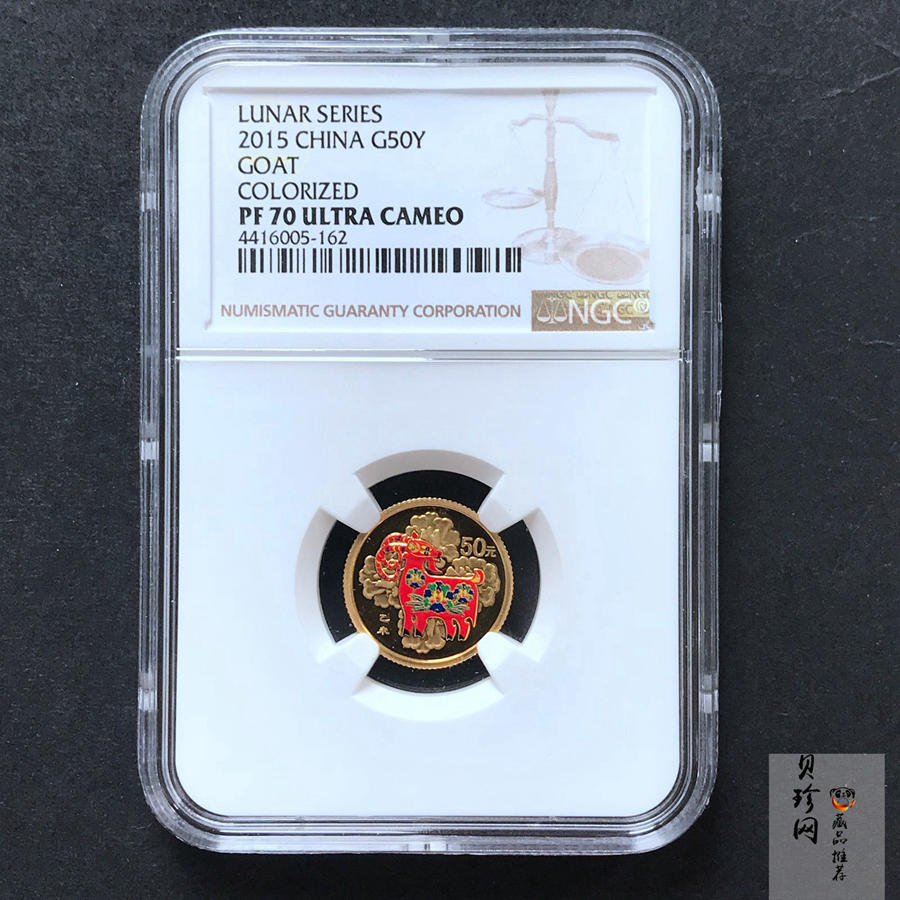 LUNAR SERIES
2015 CHINA G50Y
GOAT
COLORIZED
PF 70 ULTRA CAMEO
4416005-162
NUMISMATIC GUARANTY CORPORATION
NGC
50元
乙未
贝珍网
藏品推荐